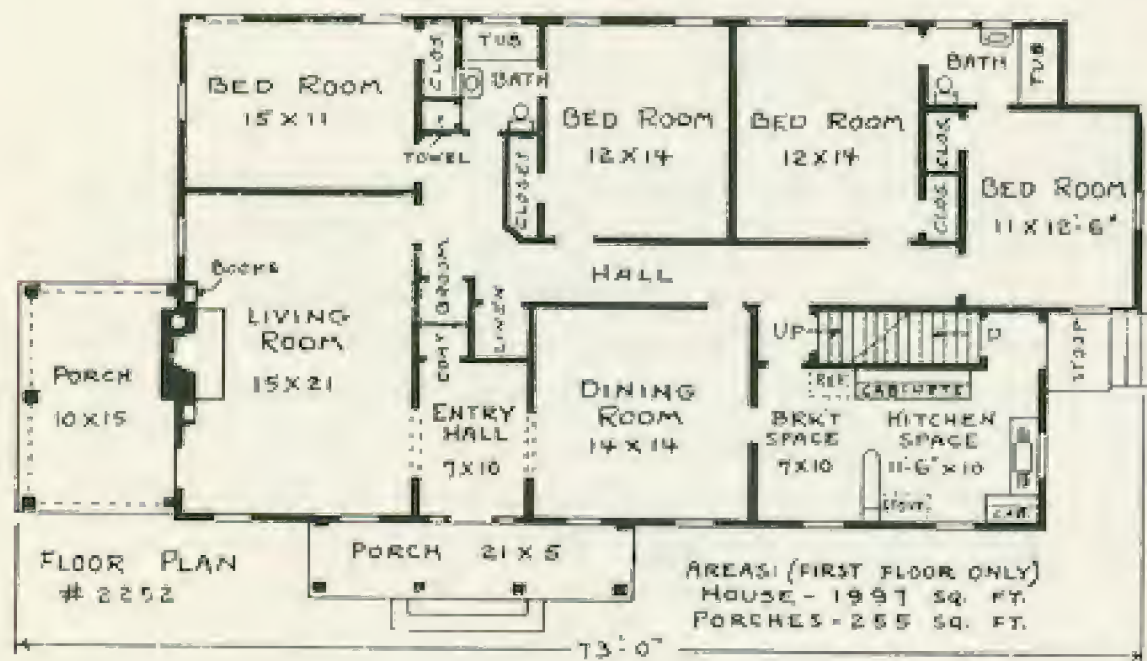 BED ROOM
15 X 11
CLOS
TUB
BATH
TOWEL
CLOSET
BED ROOM
12 X 14
BED ROOM
12 X 14
BATH
TUB
CLOS
CLOS
BED ROOM
11 X 12'-6"
HALL
BOOKS
LIVING
ROOM
15 X 21
PORCH
10 X 15
BROOM
LINEN
ENTRY
HALL
7 X 10
DINING
ROOM
14 X 14
UP
D
REF.
CABINETS
BRK'T
SPACE
7 X 10
KITCHEN
SPACE
11'-6" X 10
STOOP
PORCH 21 X 5
FLOOR PLAN
# 2252
AREAS: (FIRST FLOOR ONLY)
HOUSE - 1997 SQ. FT.
PORCHES - 255 SQ. FT.
73'-0"